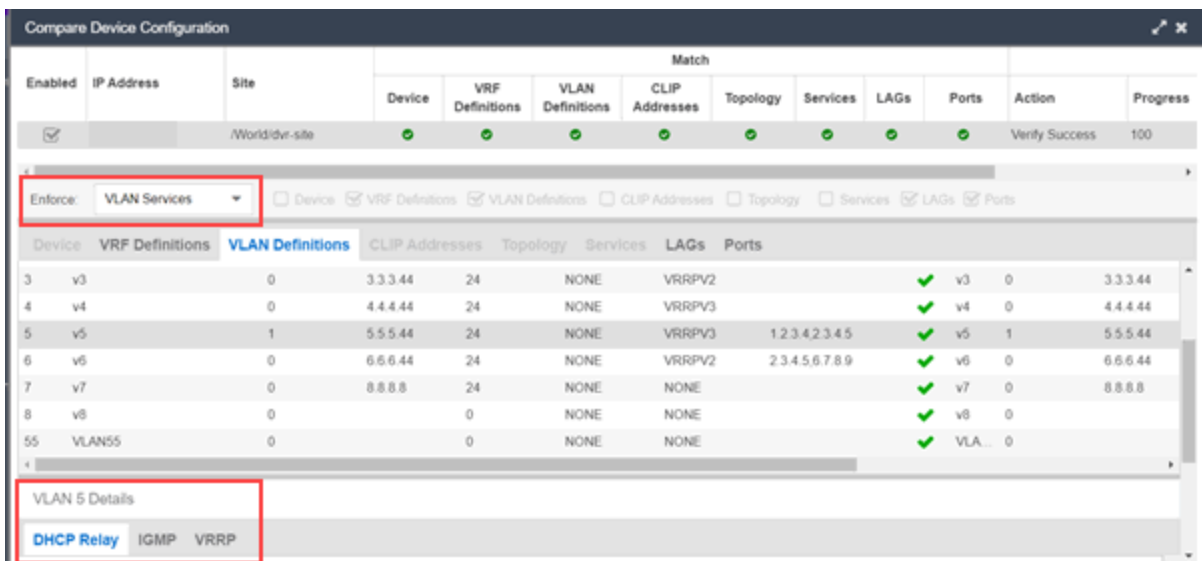 Compare Device Configuration
Match
Enabled IP Address Site Device VRF Definitions VLAN Definitions CLIP Addresses Topology Services LAGs Ports Action Progress
/World/dvr-site Verify Success 100
Enforce: VLAN Services Device VRF Definitions VLAN Definitions CLIP Addresses Topology Services LAGs Ports
Device VRF Definitions VLAN Definitions CLIP Addresses Topology Services LAGs Ports
3 v3 0 3.3.3.44 24 NONE VRRPV2 v3 0 3.3.3.44
4 v4 0 4.4.4.44 24 NONE VRRPV3 v4 0 4.4.4.44
5 v5 1 5.5.5.44 24 NONE VRRPV3 1.2.3.4,2.3.4.5 v5 1 5.5.5.44
6 v6 0 6.6.6.44 24 NONE VRRPV2 2.3.4.5,6.7.8.9 v6 0 6.6.6.44
7 v7 0 8.8.8.8 24 NONE NONE v7 0 8.8.8.8
8 v8 0 0 NONE NONE v8 0
55 VLAN55 0 0 NONE NONE VLA... 0
VLAN 5 Details
DHCP Relay IGMP VRRP